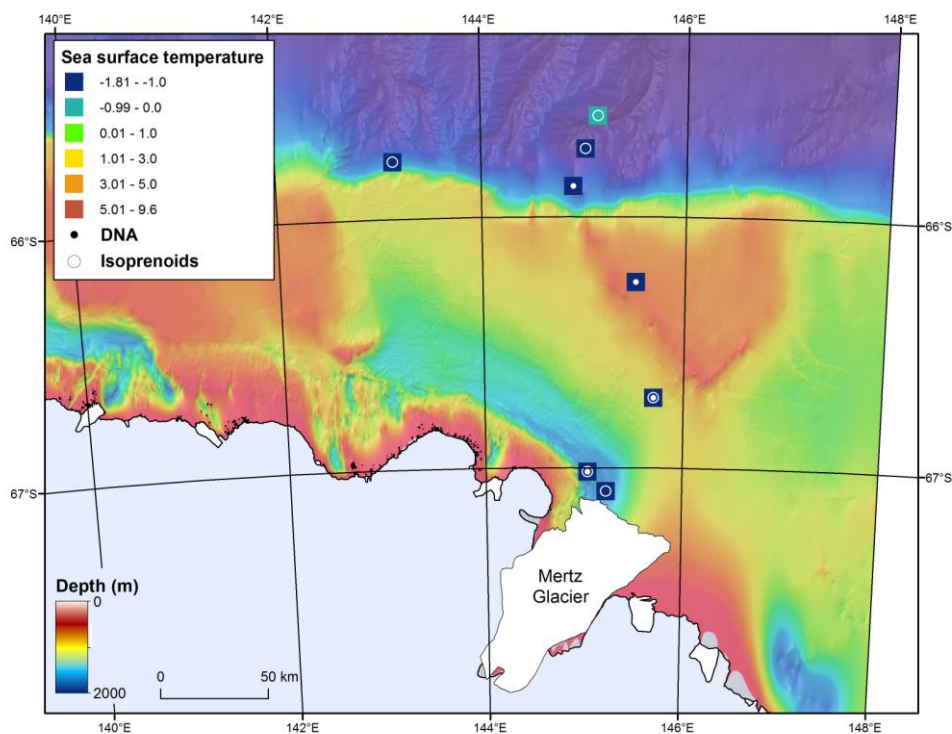 140°E 142°E 144°E 146°E 148°E
Sea surface temperature
-1.81 - -1.0
-0.99 - 0.0
0.01 - 1.0
1.01 - 3.0
3.01 - 5.0
5.01 - 9.6
DNA
Isoprenoids
66°S 66°S
67°S 67°S
Mertz
Glacier
Depth (m)
0
2000
0 50 km
140°E 142°E 144°E 146°E 148°E